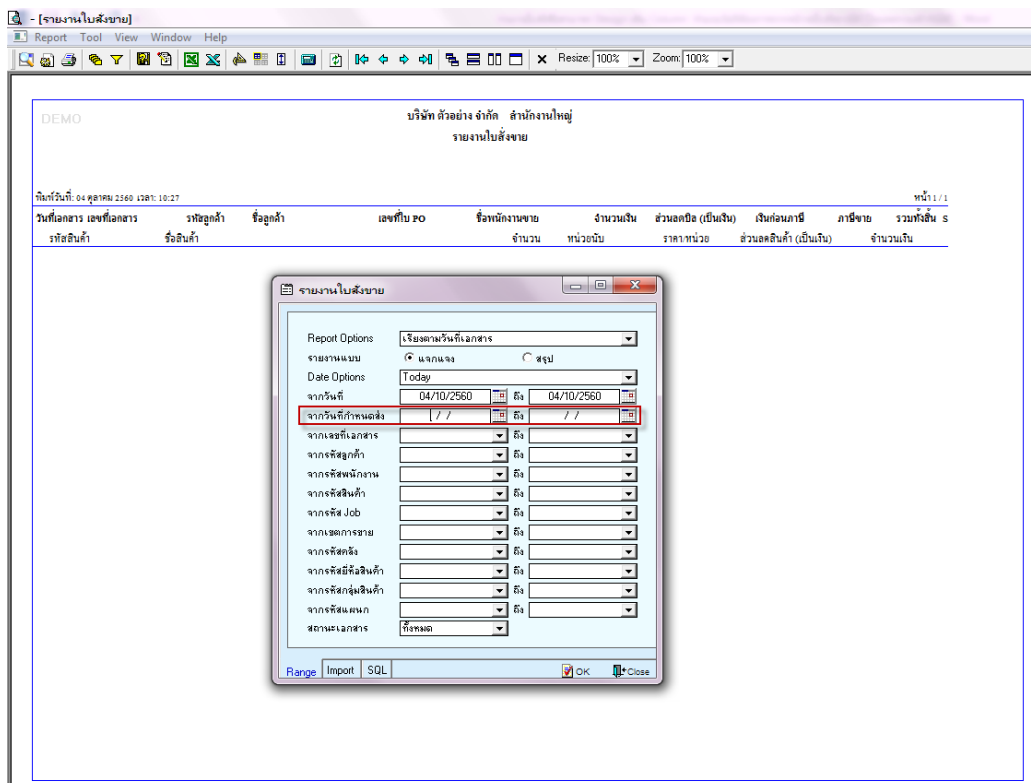 - [รายงานใบสั่งขาย]
Report Tool View Window Help
Resize: 100% Zoom: 100%
DEMO
บริษัท ตัวอย่าง จำกัด สำนักงานใหญ่
รายงานใบสั่งขาย
พิมพ์วันที่: 04 ตุลาคม 2560 เวลา: 10:27 หน้า 1 / 1
วันที่เอกสาร เลขที่เอกสาร รหัสลูกค้า ชื่อลูกค้า เลขที่ใบ PO ชื่อพนักงานขาย จำนวนเงิน ส่วนลดบิล (เป็นเงิน) เงินก่อนภาษี ภาษีขาย รวมทั้งสิ้น S
รหัสสินค้า ชื่อสินค้า จำนวน หน่วยนับ ราคา/หน่วย ส่วนลดสินค้า (เป็นเงิน) จำนวนเงิน
รายงานใบสั่งขาย
Report Options เรียงตามวันที่เอกสาร
รายงานแบบ แจกแจง สรุป
Date Options Today
จากวันที่ 04/10/2560 ถึง 04/10/2560
จากวันที่กำหนดส่ง / / ถึง / /
จากเลขที่เอกสาร ถึง
จากรหัสลูกค้า ถึง
จากรหัสพนักงาน ถึง
จากรหัสสินค้า ถึง
จากรหัส Job ถึง
จากเขตการขาย ถึง
จากรหัสคลัง ถึง
จากรหัสยี่ห้อสินค้า ถึง
จากรหัสกลุ่มสินค้า ถึง
จากรหัสแผนก ถึง
สถานะเอกสาร ทั้งหมด
Range Import SQL OK Close